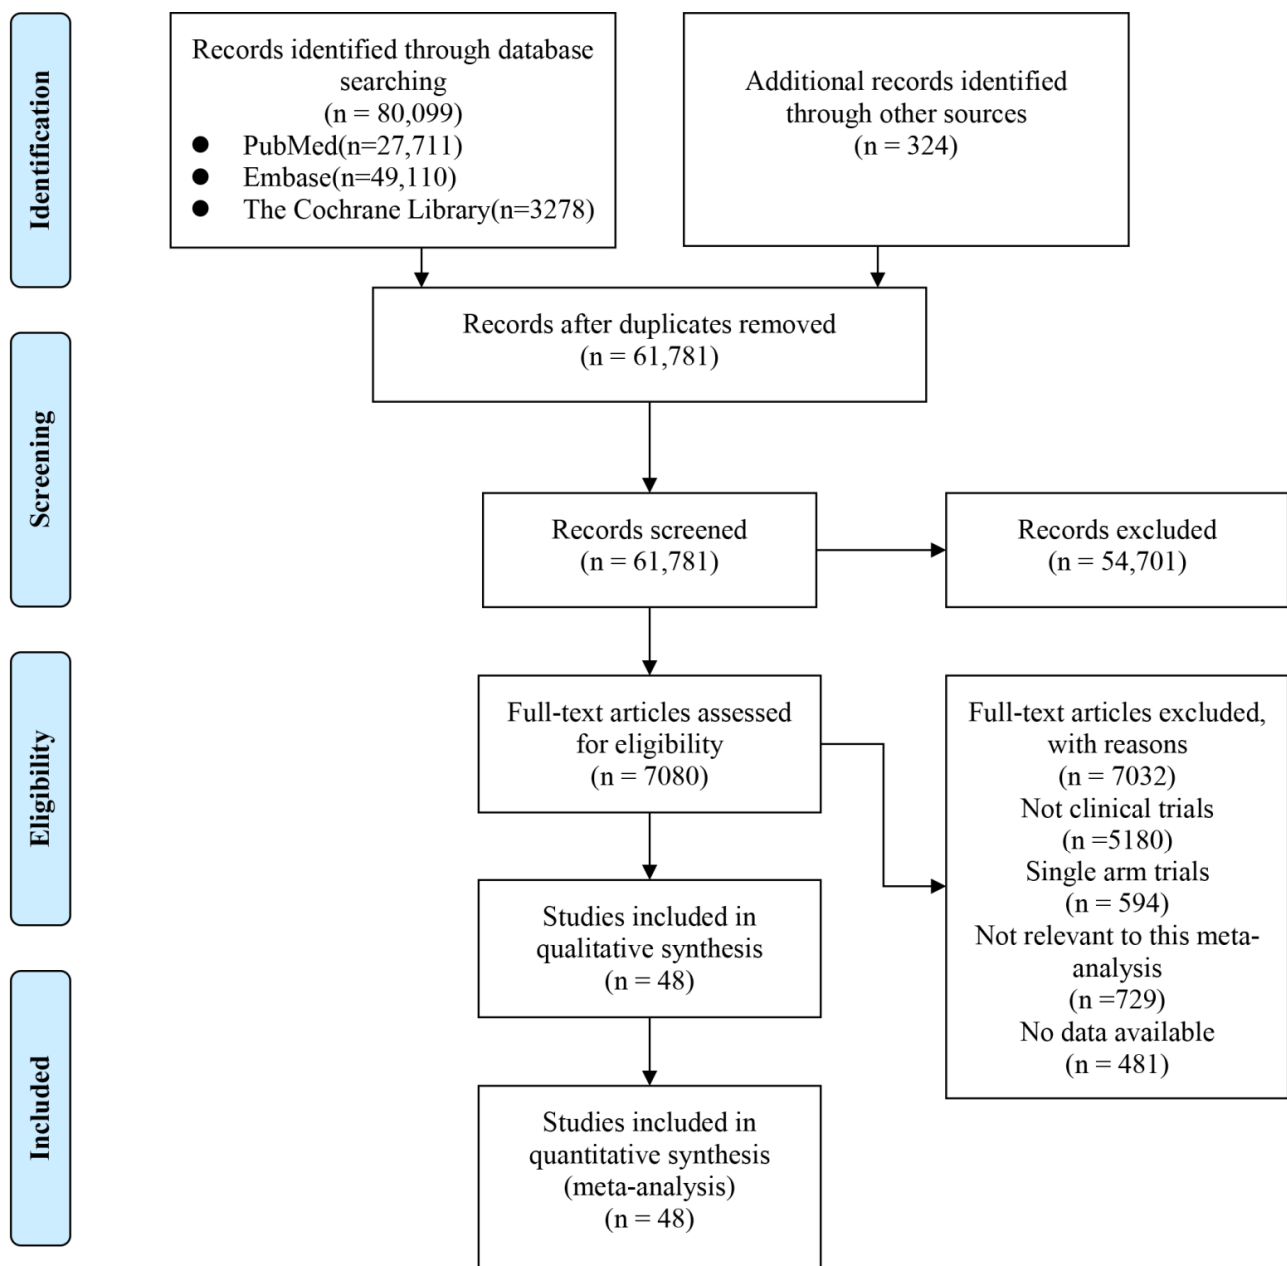 Identification
Records identified through database
searching
(n = 80,099)
● PubMed(n=27,711)
● Embase(n=49,110)
● The Cochrane Library(n=3278)
Additional records identified
through other sources
(n = 324)
Records after duplicates removed
(n = 61,781)
Screening
Records screened
(n = 61,781)
Records excluded
(n = 54,701)
Eligibility
Full-text articles assessed
for eligibility
(n = 7080)
Full-text articles excluded,
with reasons
(n = 7032)
Not clinical trials
(n =5180)
Single arm trials
(n = 594)
Not relevant to this meta-
analysis
(n =729)
No data available
(n = 481)
Studies included in
qualitative synthesis
(n = 48)
Included
Studies included in
quantitative synthesis
(meta-analysis)
(n = 48)